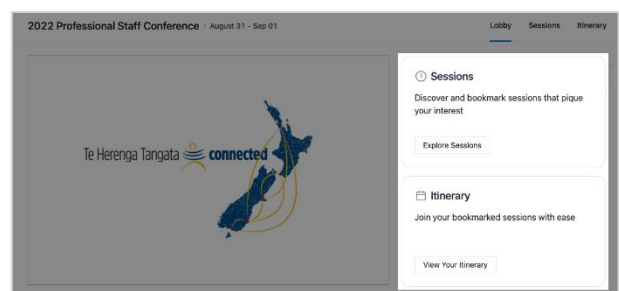 2022 Professional Staff Conference · August 31 - Sep 01
Lobby Sessions Itinerary
Te Herenga Tangata connected
Sessions
Discover and bookmark sessions that pique
your interest
Explore Sessions
Itinerary
Join your bookmarked sessions with ease
View Your Itinerary